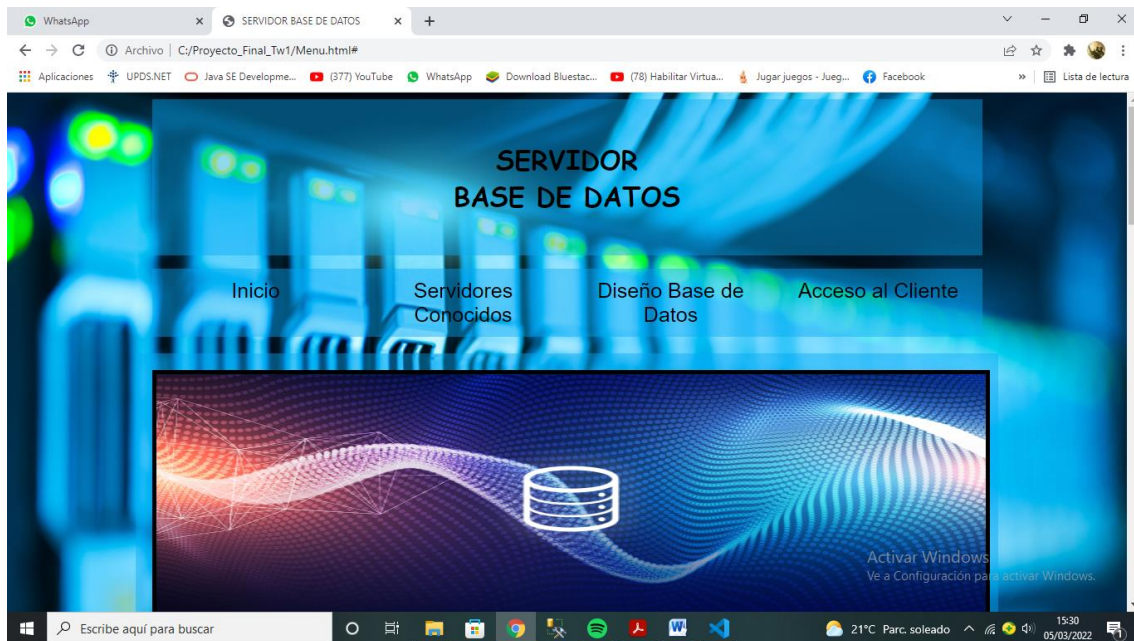 WhatsApp
SERVIDOR BASE DE DATOS
Archivo
C:/Proyecto_Final_Tw1/Menu.html#
Aplicaciones
UPDS.NET
Java SE Developme...
(377) YouTube
WhatsApp
Download Bluestac...
(78) Habilitar Virtua...
Jugar juegos - Jueg...
Facebook
»
Lista de lectura
SERVIDOR
BASE DE DATOS
Inicio
Servidores
Conocidos
Diseño Base de
Datos
Acceso al Cliente
Activar Windows
Ve a Configuración para activar Windows.
Escribe aquí para buscar
21°C Parc. soleado
15:30
05/03/2022